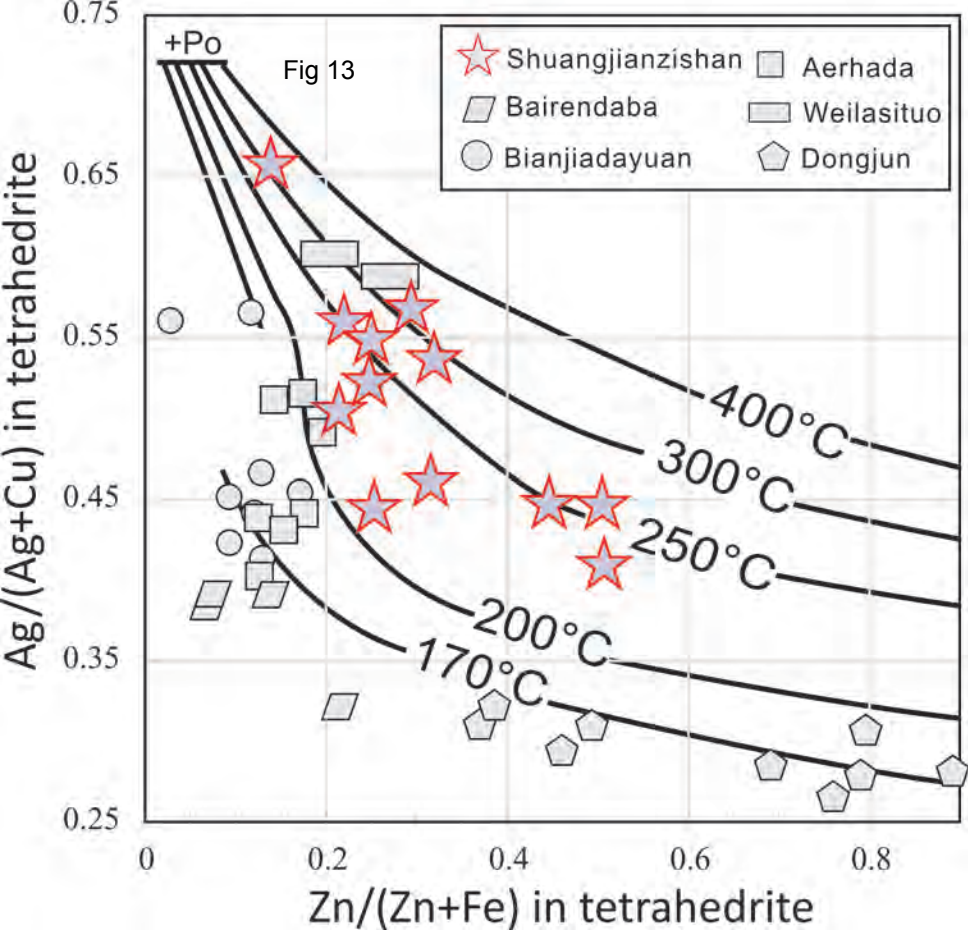 0.75
+Po
Fig 13
Shuangjianzishan
Aerhada
Bairendaba
Weilasituo
Bianjiadayuan
Dongjun
0.65
0.55
0.45
0.35
0.25
Ag/(Ag+Cu) in tetrahedrite
400°C
300°C
250°C
200°C
170°C
0
0.2
0.4
0.6
0.8
Zn/(Zn+Fe) in tetrahedrite